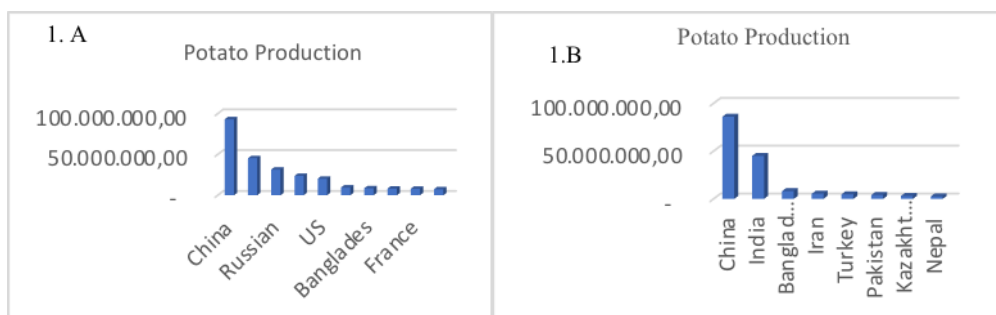 1. A
Potato Production
100.000.000,00
50.000.000,00
-
China
Russian
US
Banglades
France
1.B
Potato Production
100.000.000,00
50.000.000,00
-
China
India
Banglad...
Iran
Turkey
Pakistan
Kazakht...
Nepal